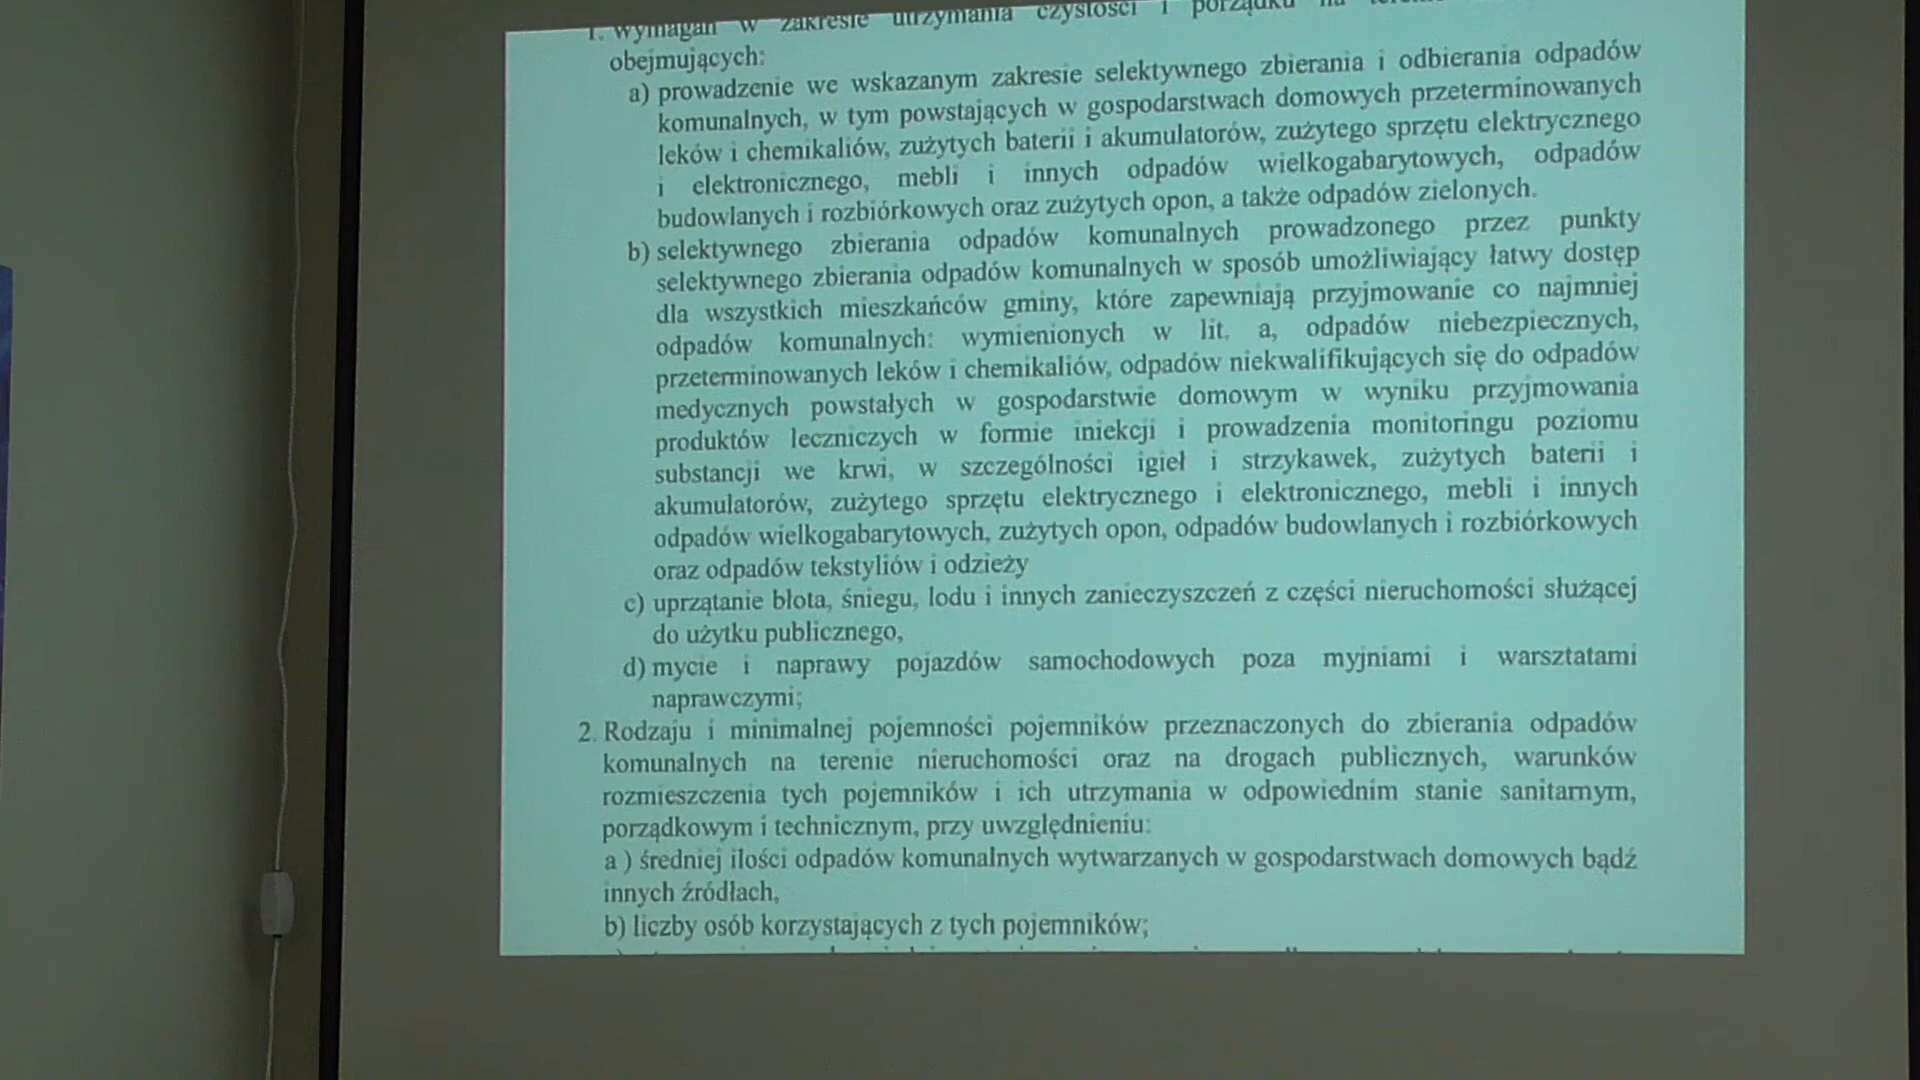 1. wymagań w zakresie utrzymania czystości i porządku na
obejmujących:
a) prowadzenie we wskazanym zakresie selektywnego zbierania i odbierania odpadów
komunalnych, w tym powstających w gospodarstwach domowych przeterminowanych
leków i chemikaliów, zużytych baterii i akumulatorów, zużytego sprzętu elektrycznego
i elektronicznego, mebli i innych odpadów wielkogabarytowych, odpadów
budowlanych i rozbiórkowych oraz zużytych opon, a także odpadów zielonych.
b) selektywnego zbierania odpadów komunalnych prowadzonego przez punkty
selektywnego zbierania odpadów komunalnych w sposób umożliwiający łatwy dostęp
dla wszystkich mieszkańców gminy, które zapewniają przyjmowanie co najmniej
odpadów komunalnych: wymienionych w lit. a, odpadów niebezpiecznych,
przeterminowanych leków i chemikaliów, odpadów niekwalifikujących się do odpadów
medycznych powstałych w gospodarstwie domowym w wyniku przyjmowania
produktów leczniczych w formie iniekcji i prowadzenia monitoringu poziomu
substancji we krwi, w szczególności igieł i strzykawek, zużytych baterii i
akumulatorów, zużytego sprzętu elektrycznego i elektronicznego, mebli i innych
odpadów wielkogabarytowych, zużytych opon, odpadów budowlanych i rozbiórkowych
oraz odpadów tekstyliów i odzieży
c) uprzątanie błota, śniegu, lodu i innych zanieczyszczeń z części nieruchomości służącej
do użytku publicznego,
d) mycie i naprawy pojazdów samochodowych poza myjniami i warsztatami
naprawczymi;
2. Rodzaju i minimalnej pojemności pojemników przeznaczonych do zbierania odpadów
komunalnych na terenie nieruchomości oraz na drogach publicznych, warunków
rozmieszczenia tych pojemników i ich utrzymania w odpowiednim stanie sanitarnym,
porządkowym i technicznym, przy uwzględnieniu:
a ) średniej ilości odpadów komunalnych wytwarzanych w gospodarstwach domowych bądź
innych źródłach,
b) liczby osób korzystających z tych pojemników;